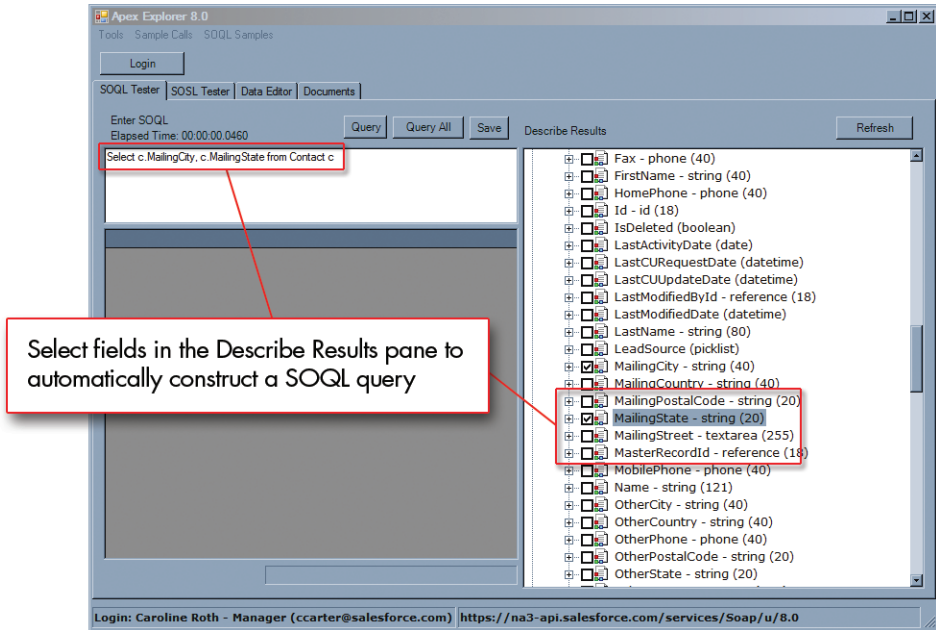 Apex Explorer 8.0
Tools Sample Calls SOQL Samples
Login
SOQL Tester SOSL Tester Data Editor Documents
Enter SOQL
Elapsed Time: 00:00:00.0460
Query Query All Save
Describe Results
Refresh
Select c.MailingCity, c.MailingState from Contact c
Fax - phone (40)
FirstName - string (40)
HomePhone - phone (40)
Id - id (18)
IsDeleted (boolean)
LastActivityDate (date)
LastCURequestDate (datetime)
LastCUUpdateDate (datetime)
LastModifiedById - reference (18)
LastModifiedDate (datetime)
LastName - string (80)
LeadSource (picklist)
MailingCity - string (40)
MailingCountry - string (40)
MailingPostalCode - string (20)
MailingState - string (20)
MailingStreet - textarea (255)
MasterRecordId - reference (18)
MobilePhone - phone (40)
Name - string (121)
OtherCity - string (40)
OtherCountry - string (40)
OtherPhone - phone (40)
OtherPostalCode - string (20)
OtherState - string (20)
Select fields in the Describe Results pane to
automatically construct a SOQL query
Login: Caroline Roth - Manager (ccarter@salesforce.com) https://na3-api.salesforce.com/services/Soap/u/8.0